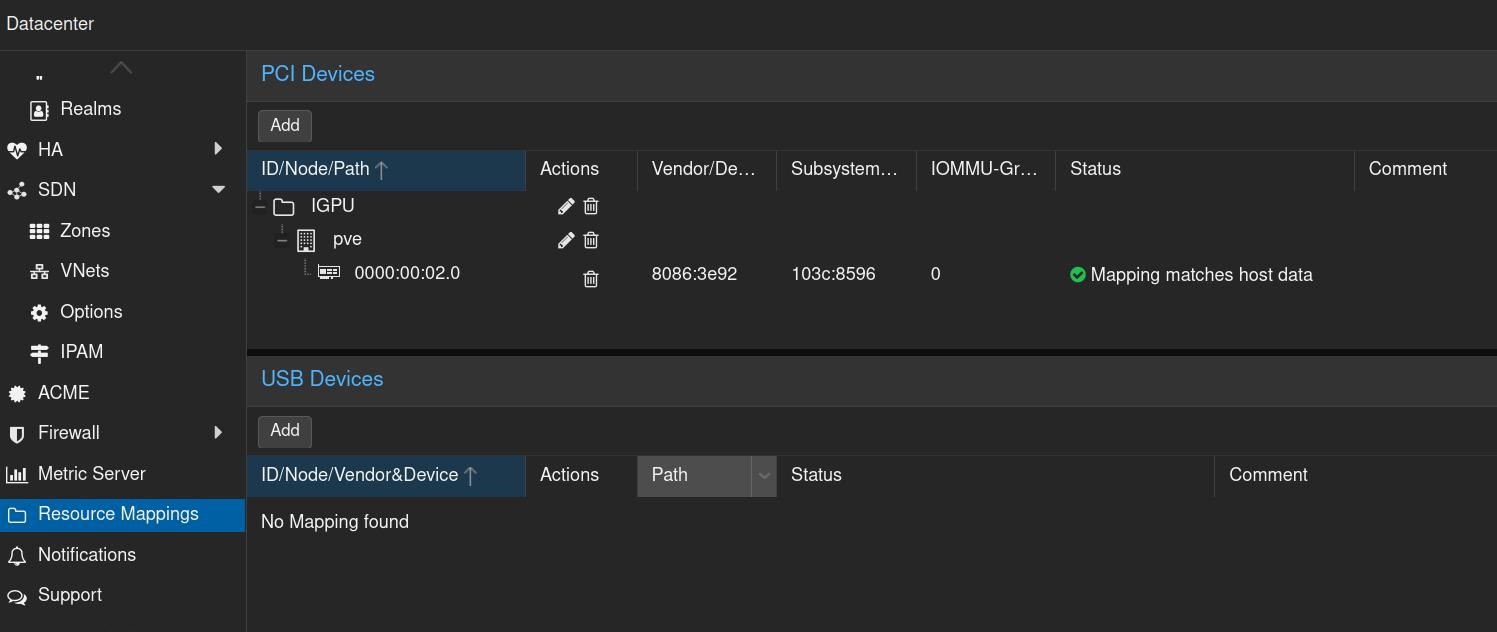 Datacenter
Realms
HA
SDN
Zones
VNets
Options
IPAM
ACME
Firewall
Metric Server
Resource Mappings
Notifications
Support
PCI Devices
Add
ID/Node/Path Actions Vendor/De... Subsystem... IOMMU-Gr... Status Comment
IGPU
pve
0000:00:02.0 8086:3e92 103c:8596 0 Mapping matches host data
USB Devices
Add
ID/Node/Vendor&Device Actions Path Status Comment
No Mapping found